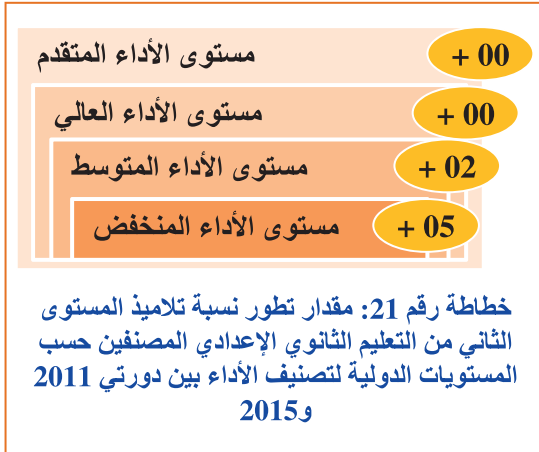 مستوى الأداء المتقدم + 00
مستوى الأداء العالي + 00
مستوى الأداء المتوسط + 02
مستوى الأداء المنخفض + 05
خطاطة رقم 21: مقدار تطور نسبة تلاميذ المستوى
الثاني من التعليم الثانوي الإعدادي المصنفين حسب
المستويات الدولية لتصنيف الأداء بين دورتي 2011
و2015